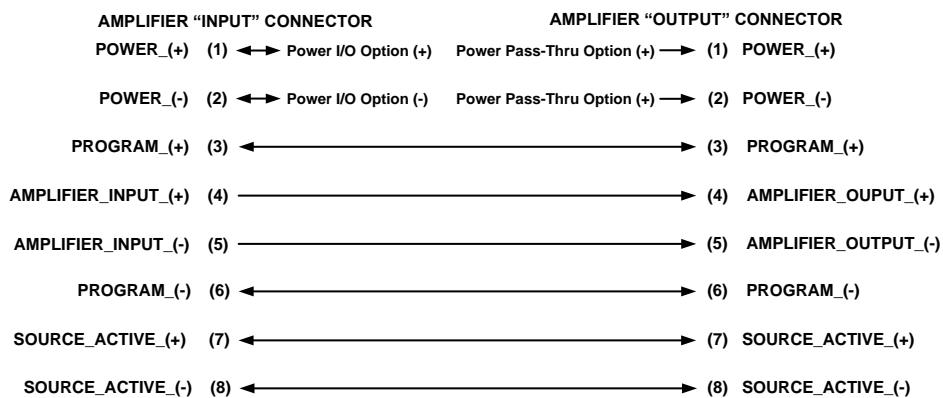 AMPLIFIER “INPUT” CONNECTOR AMPLIFIER “OUTPUT” CONNECTOR
POWER_(+) (1) Power I/O Option (+) Power Pass-Thru Option (+) (1) POWER_(+)
POWER_(-) (2) Power I/O Option (-) Power Pass-Thru Option (+) (2) POWER_(-)
PROGRAM_(+) (3) (3) PROGRAM_(+)
AMPLIFIER_INPUT_(+) (4) (4) AMPLIFIER_OUPUT_(+)
AMPLIFIER_INPUT_(-) (5) (5) AMPLIFIER_OUTPUT_(-)
PROGRAM_(-) (6) (6) PROGRAM_(-)
SOURCE_ACTIVE_(+) (7) (7) SOURCE_ACTIVE_(+)
SOURCE_ACTIVE_(-) (8) (8) SOURCE_ACTIVE_(-)